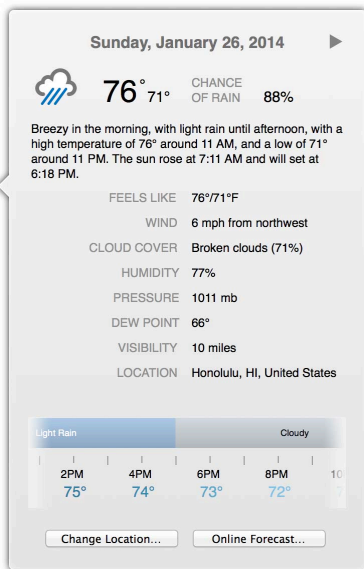 Sunday, January 26, 2014
76° 71° CHANCE OF RAIN 88%
Breezy in the morning, with light rain until afternoon, with a
high temperature of 76° around 11 AM, and a low of 71°
around 11 PM. The sun rose at 7:11 AM and will set at
6:18 PM.
FEELS LIKE 76°/71°F
WIND 6 mph from northwest
CLOUD COVER Broken clouds (71%)
HUMIDITY 77%
PRESSURE 1011 mb
DEW POINT 66°
VISIBILITY 10 miles
LOCATION Honolulu, HI, United States
Light Rain Cloudy
2PM 4PM 6PM 8PM 10
75° 74° 73° 72° 7
Change Location... Online Forecast...